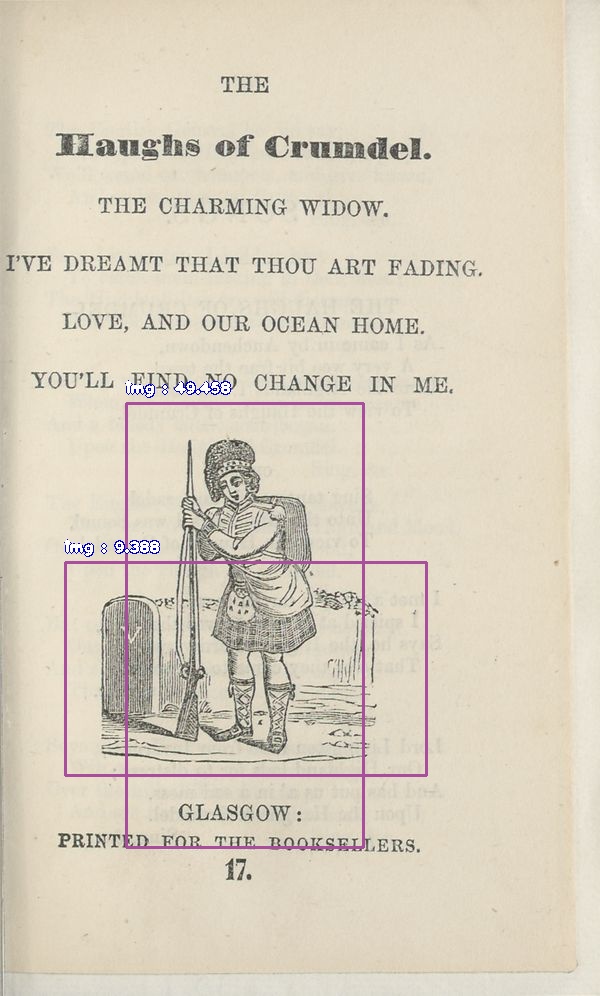 THE
Haughs of Crumdel.
THE CHARMING WIDOW.
I'VE DREAMT THAT THOU ART FADING.
LOVE, AND OUR OCEAN HOME.
YOU'LL FIND NO CHANGE IN ME.
img : 49.458
img : 9.388
GLASGOW:
PRINTED FOR THE BOOKSELLERS.
17.